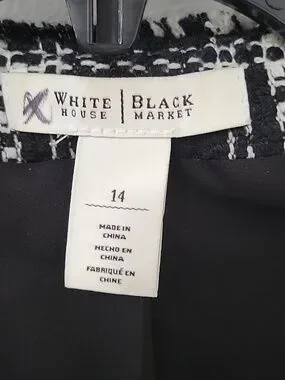 WHITE | BLACK
HOUSE | MARKET
14
MADE IN
CHINA
HECHO EN
CHINA
FABRIQUÉ EN
CHINE